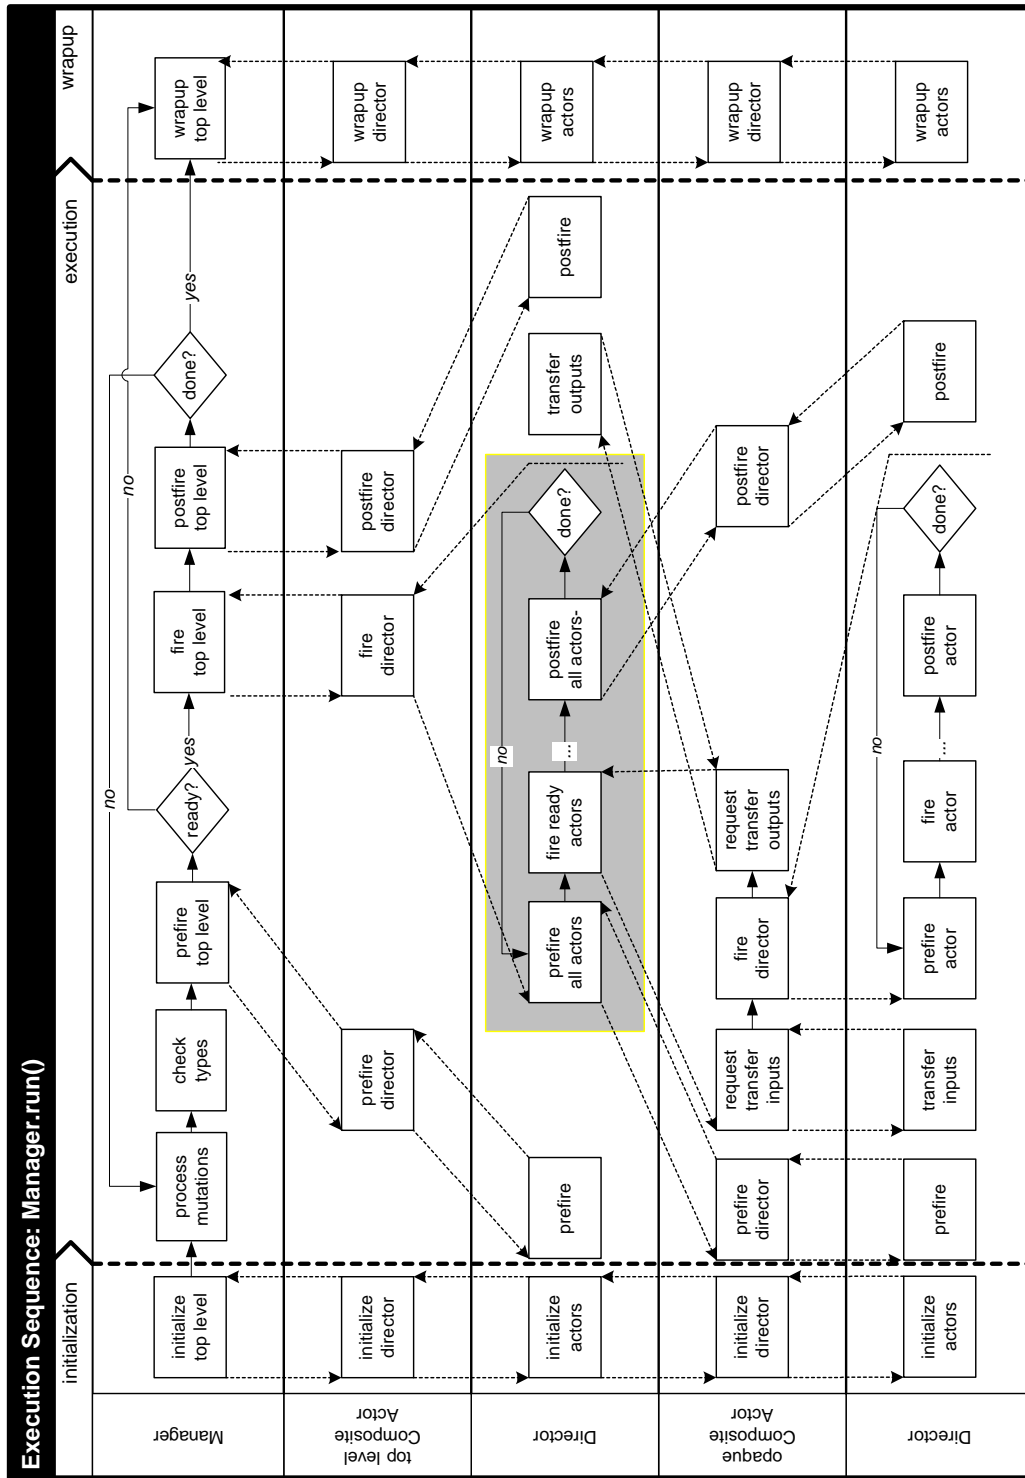 Execution Sequence: Manager.run()
initialization
execution
wrapup
Manager
initialize
top level
process
mutations
check
types
prefire
top level
ready?
yes
no
fire
top level
postfire
top level
done?
yes
no
wrapup
top level
top level
Composite
Actor
initialize
director
prefire
director
fire
director
postfire
director
wrapup
director
Director
initialize
actors
prefire
prefire
all actors
fire ready
actors
...
no
postfire
all actors-
done?
transfer
outputs
postfire
wrapup
actors
opaque
Composite
Actor
initialize
director
prefire
director
request
transfer
inputs
fire
director
request
transfer
outputs
postfire
director
wrapup
director
Director
initialize
actors
prefire
transfer
inputs
prefire
actor
fire
actor
...
no
postfire
actor
done?
postfire
wrapup
actors